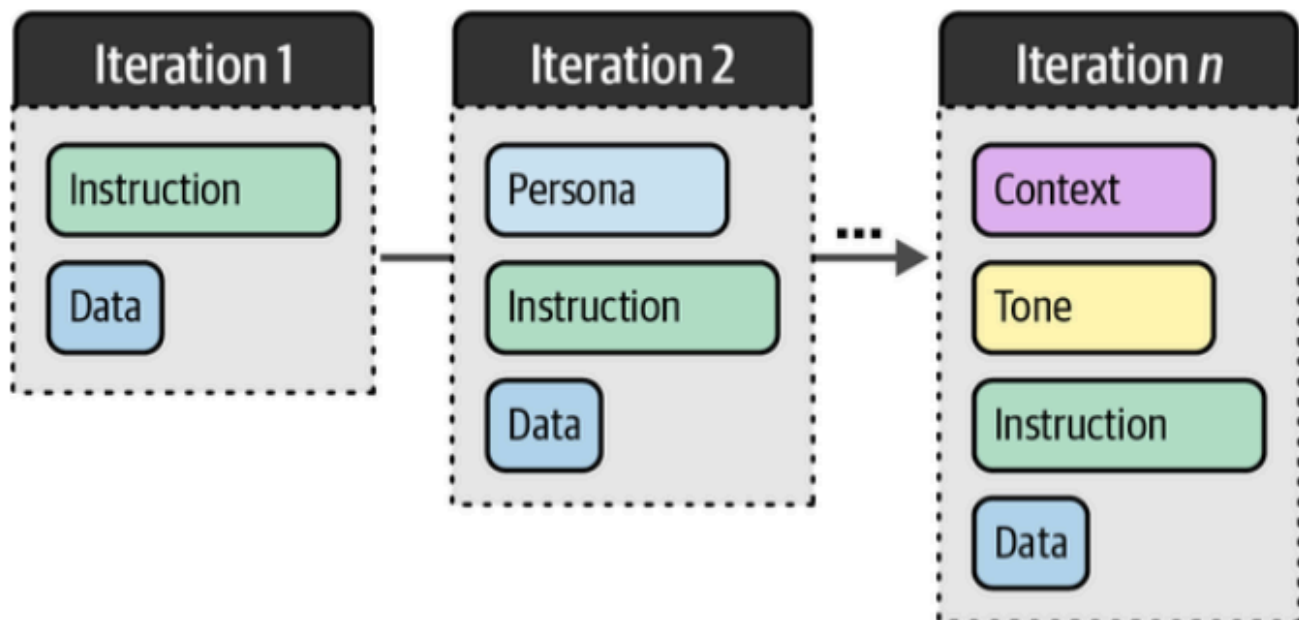 Iteration 1
Instruction
Data
Iteration 2
Persona
Instruction
Data
...
Iteration n
Context
Tone
Instruction
Data